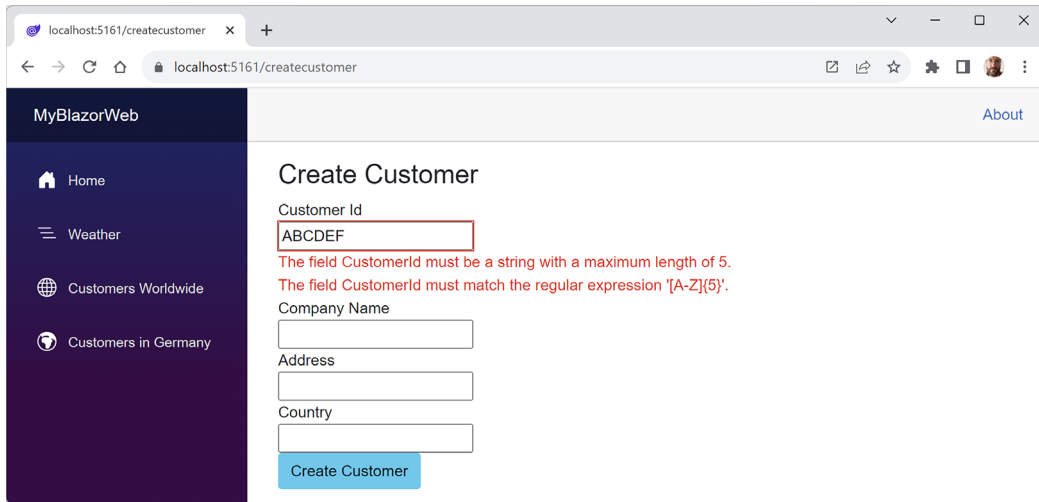 localhost:5161/createcustomer
localhost:5161/createcustomer
MyBlazorWeb
About
Home
Weather
Customers Worldwide
Customers in Germany
Create Customer
Customer Id
ABCDEF
The field CustomerId must be a string with a maximum length of 5.
The field CustomerId must match the regular expression '[A-Z]{5}'.
Company Name
Address
Country
Create Customer